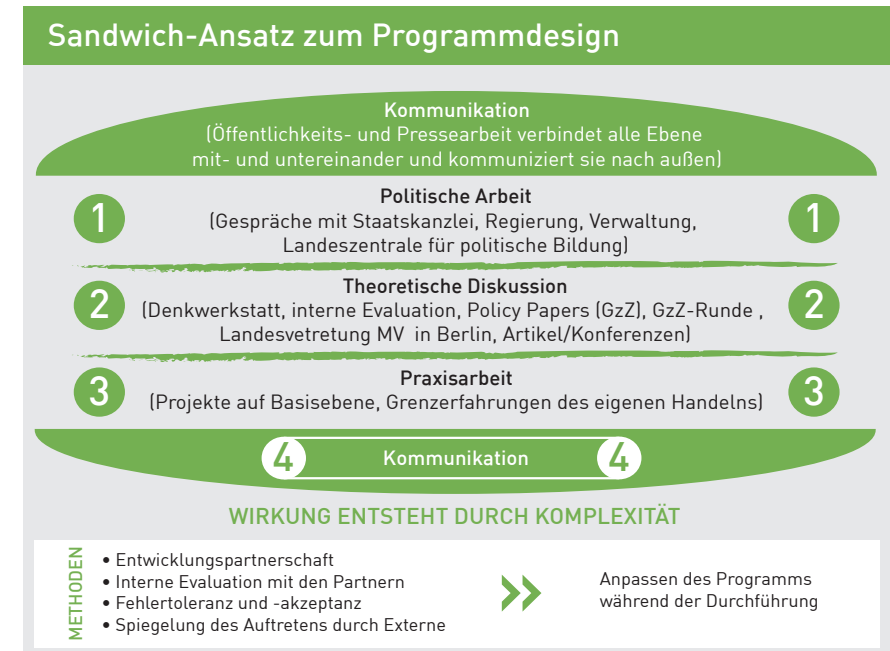 Sandwich-Ansatz zum Programmdesign
Kommunikation
(Öffentlichkeits- und Pressearbeit verbindet alle Ebene
mit- und untereinander und kommuniziert sie nach außen)
1
Politische Arbeit
(Gespräche mit Staatskanzlei, Regierung, Verwaltung,
Landeszentrale für politische Bildung)
1
2
Theoretische Diskussion
(Denkwerkstatt, interne Evaluation, Policy Papers (GzZ), GzZ-Runde ,
Landesvetretung MV in Berlin, Artikel/Konferenzen)
2
3
Praxisarbeit
(Projekte auf Basisebene, Grenzerfahrungen des eigenen Handelns)
3
4 Kommunikation 4
WIRKUNG ENTSTEHT DURCH KOMPLEXITÄT
METHODEN
• Entwicklungspartnerschaft
• Interne Evaluation mit den Partnern
• Fehlertoleranz und -akzeptanz
• Spiegelung des Auftretens durch Externe
Anpassen des Programms
während der Durchführung